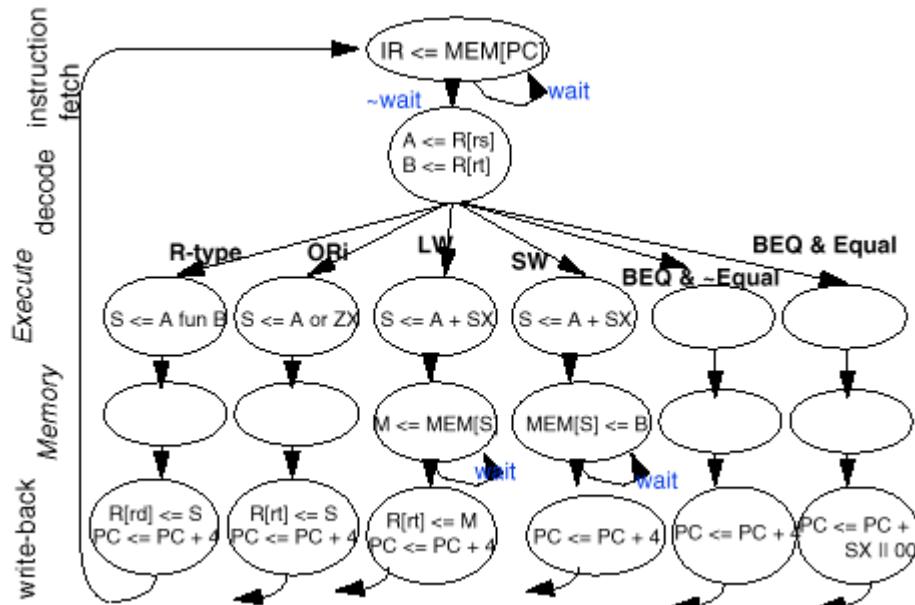 instruction
fetch
IR <= MEM[PC]
~wait
wait
decode
A <= R[rs]
B <= R[rt]
R-type
ORi
LW
SW
BEQ & ~Equal
BEQ & Equal
Execute
S <= A fun B
S <= A or ZX
S <= A + SX
S <= A + SX
Memory
M <= MEM[S]
MEM[S] <= B
wait
wait
write-back
R[rd] <= S
PC <= PC + 4
R[rt] <= S
PC <= PC + 4
R[rt] <= M
PC <= PC + 4
PC <= PC + 4
PC <= PC + 4
PC <= PC +
SX || 00